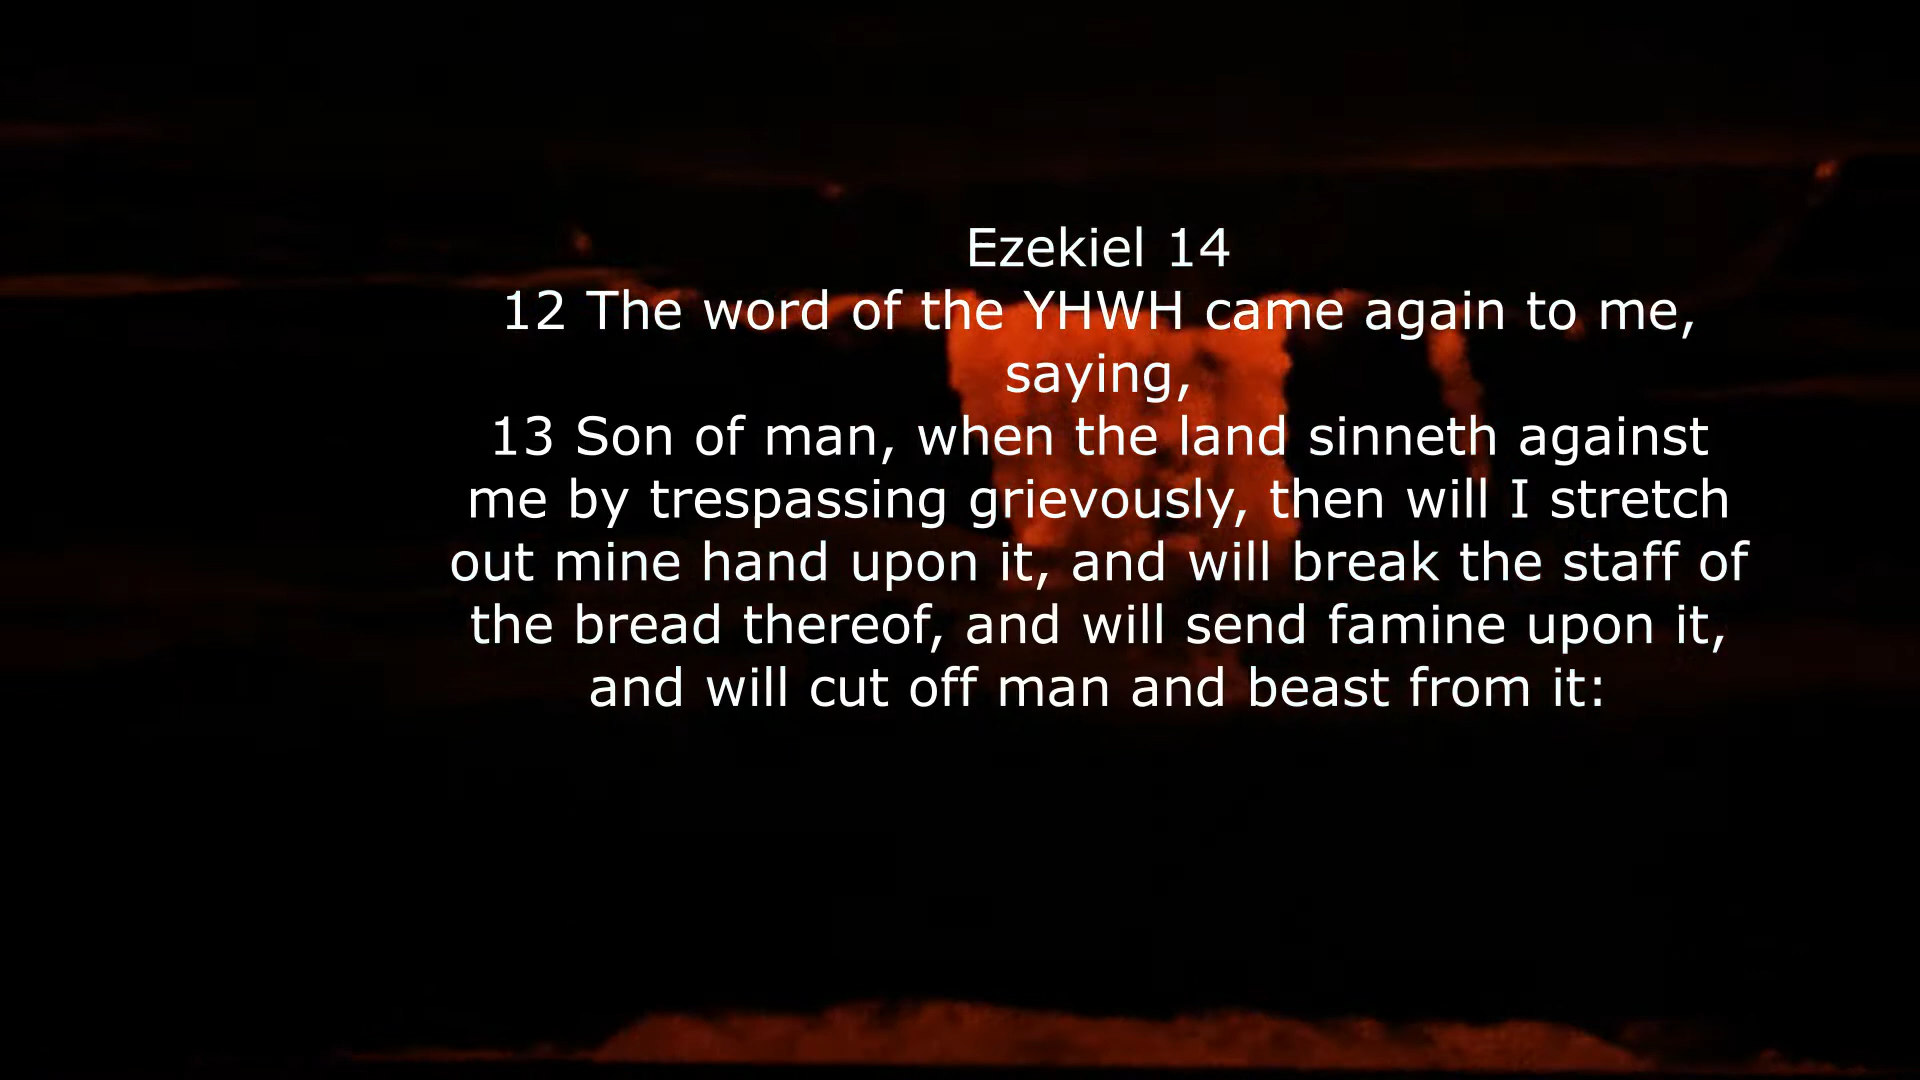 Ezekiel 14
12 The word of the YHWH came again to me,
saying,
13 Son of man, when the land sinneth against
me by trespassing grievously, then will I stretch
out mine hand upon it, and will break the staff of
the bread thereof, and will send famine upon it,
and will cut off man and beast from it: